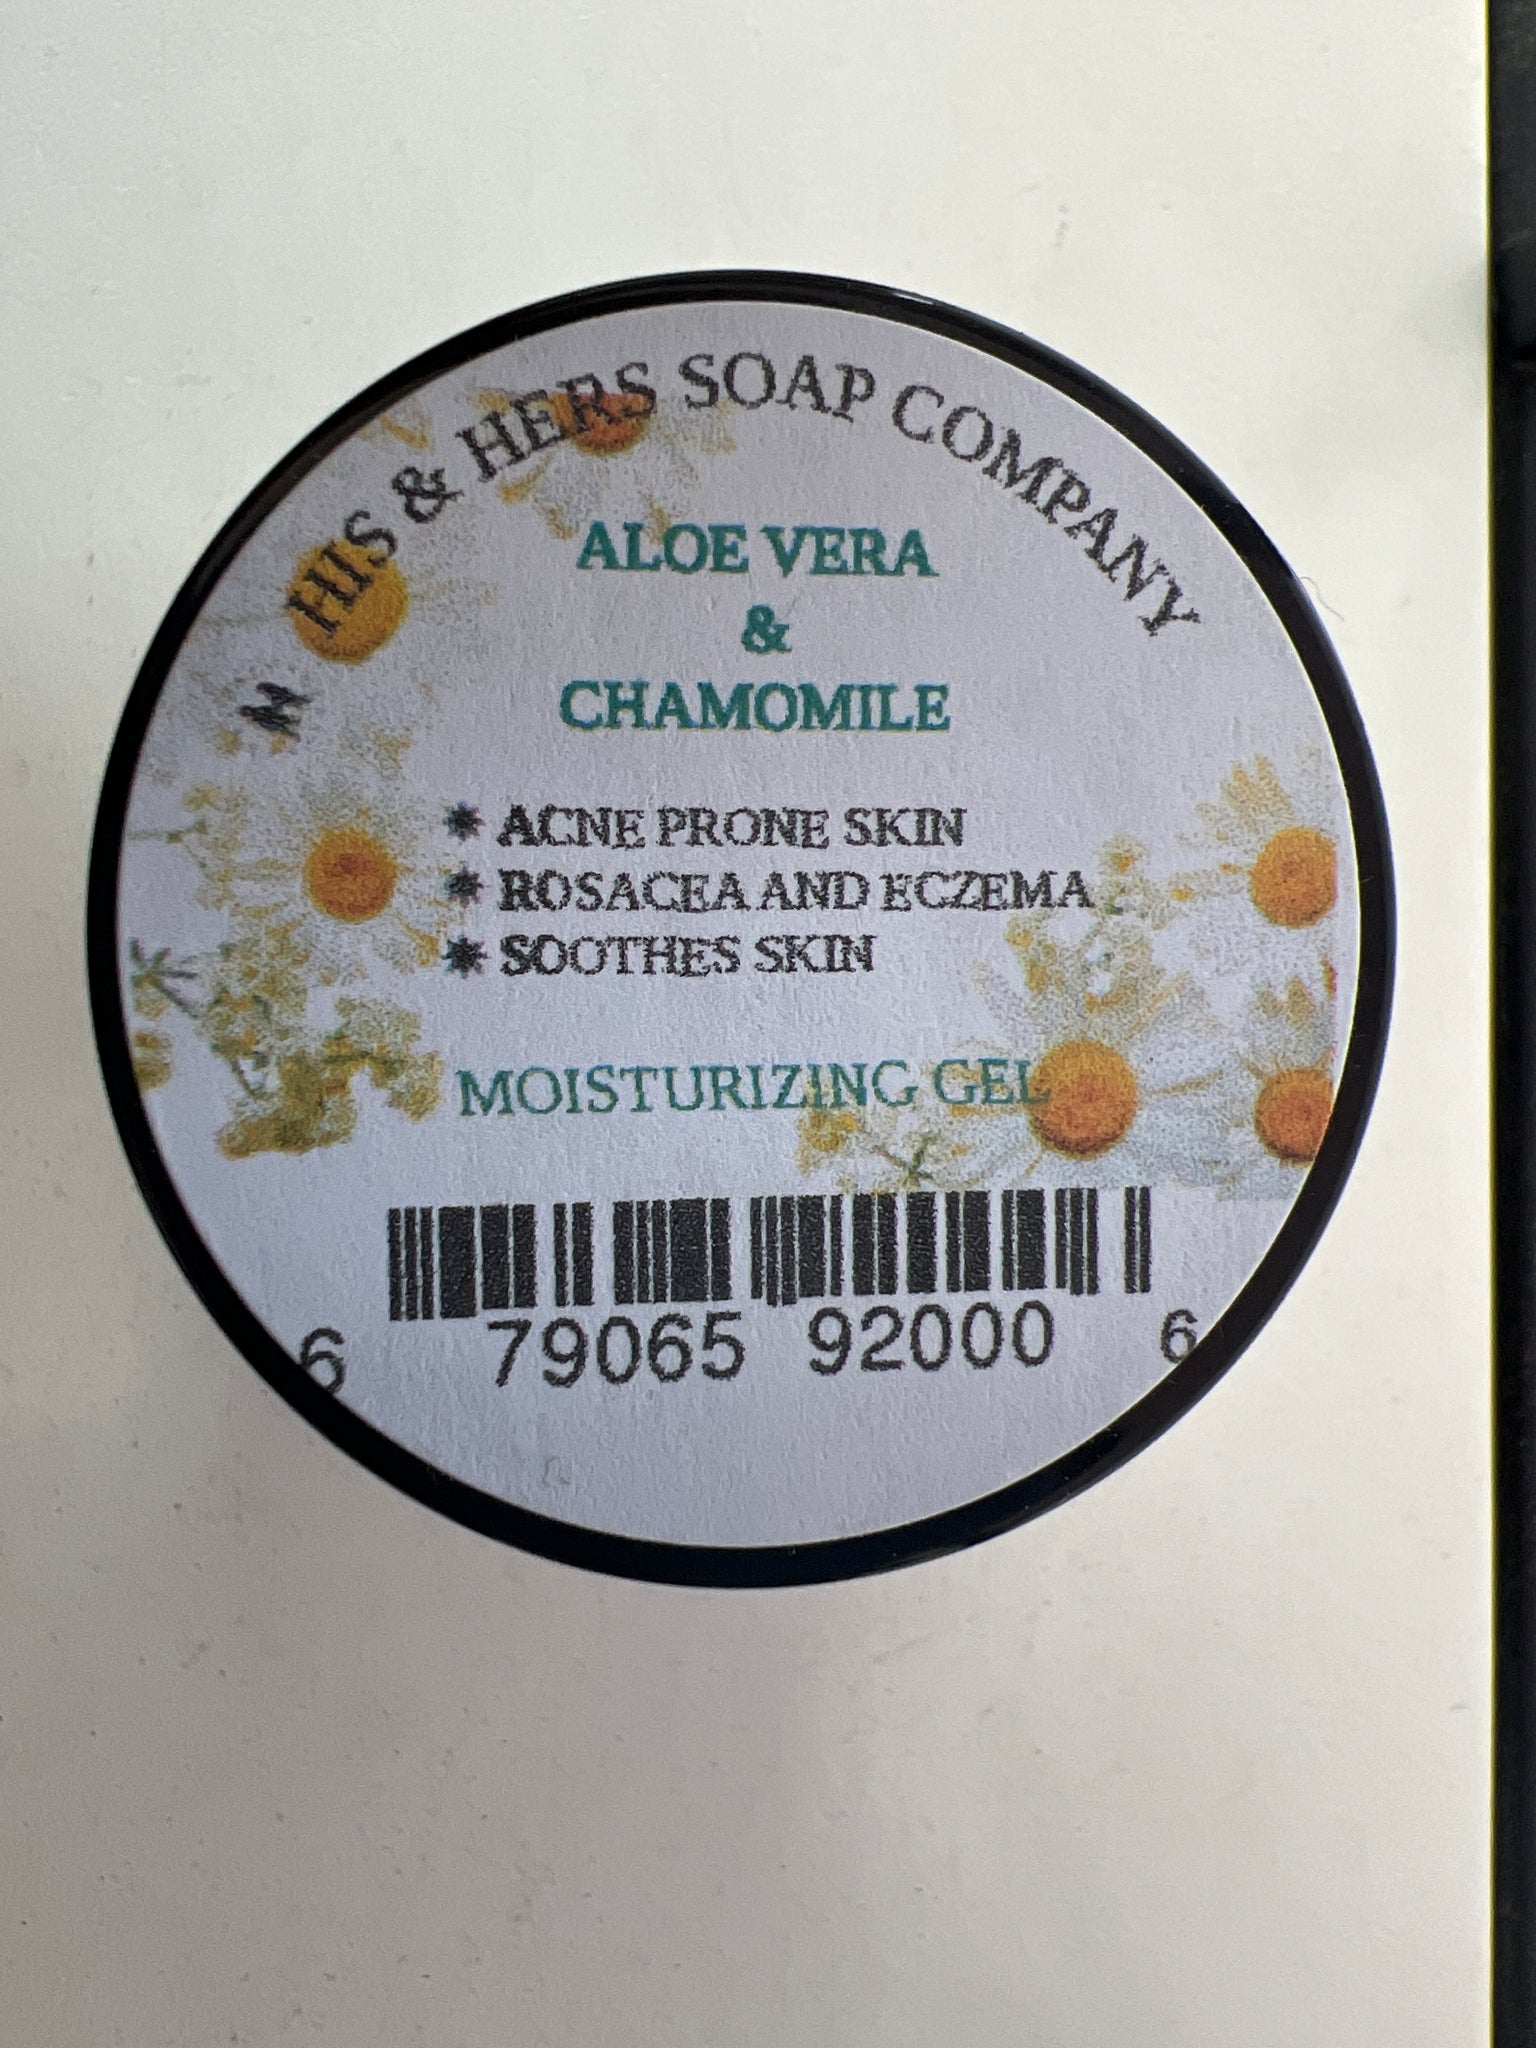 HIS & HERS SOAP COMPANY
ALOE VERA
&
CHAMOMILE
* ACNE PRONE SKIN
* ROSACEA AND ECZEMA
* SOOTHES SKIN
MOISTURIZING GEL
6 79065 92000 6